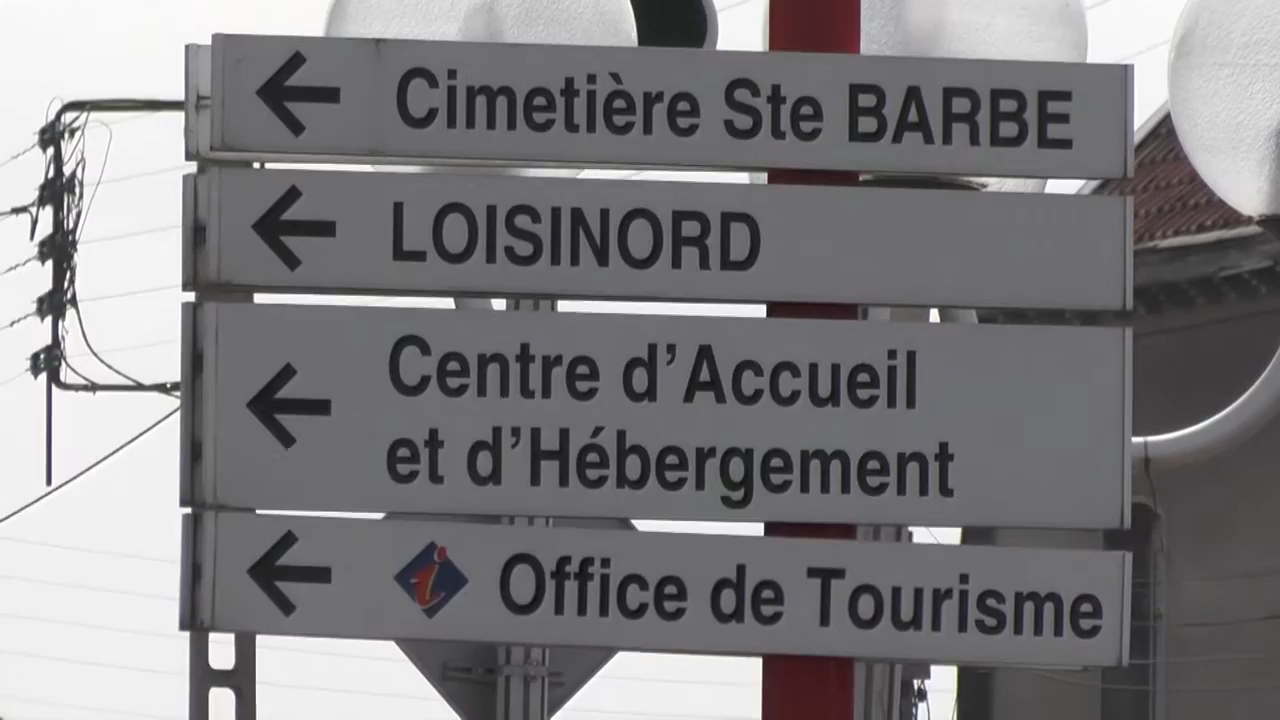 Cimetière Ste BARBE
LOISINORD
Centre d'Accueil
et d'Hébergement
i Office de Tourisme